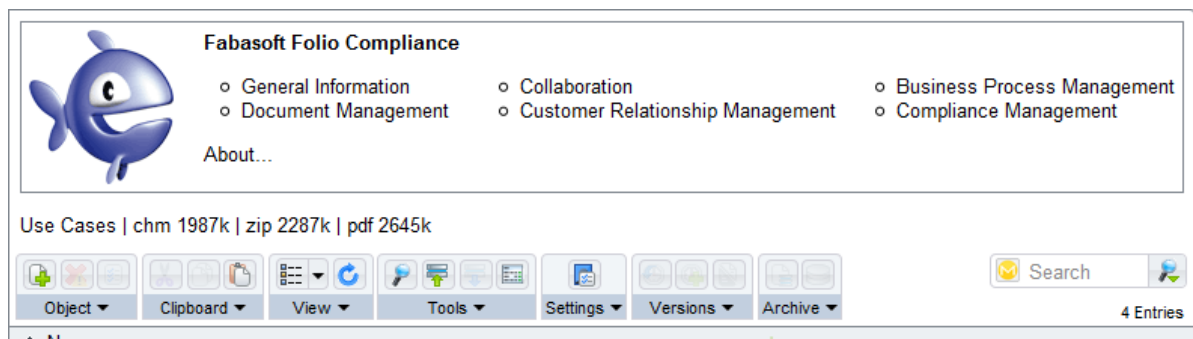 Fabasoft Folio Compliance
General Information
Document Management
Collaboration
Customer Relationship Management
Business Process Management
Compliance Management
About...
Use Cases | chm 1987k | zip 2287k | pdf 2645k
Object
Clipboard
View
Tools
Settings
Versions
Archive
Search
4 Entries